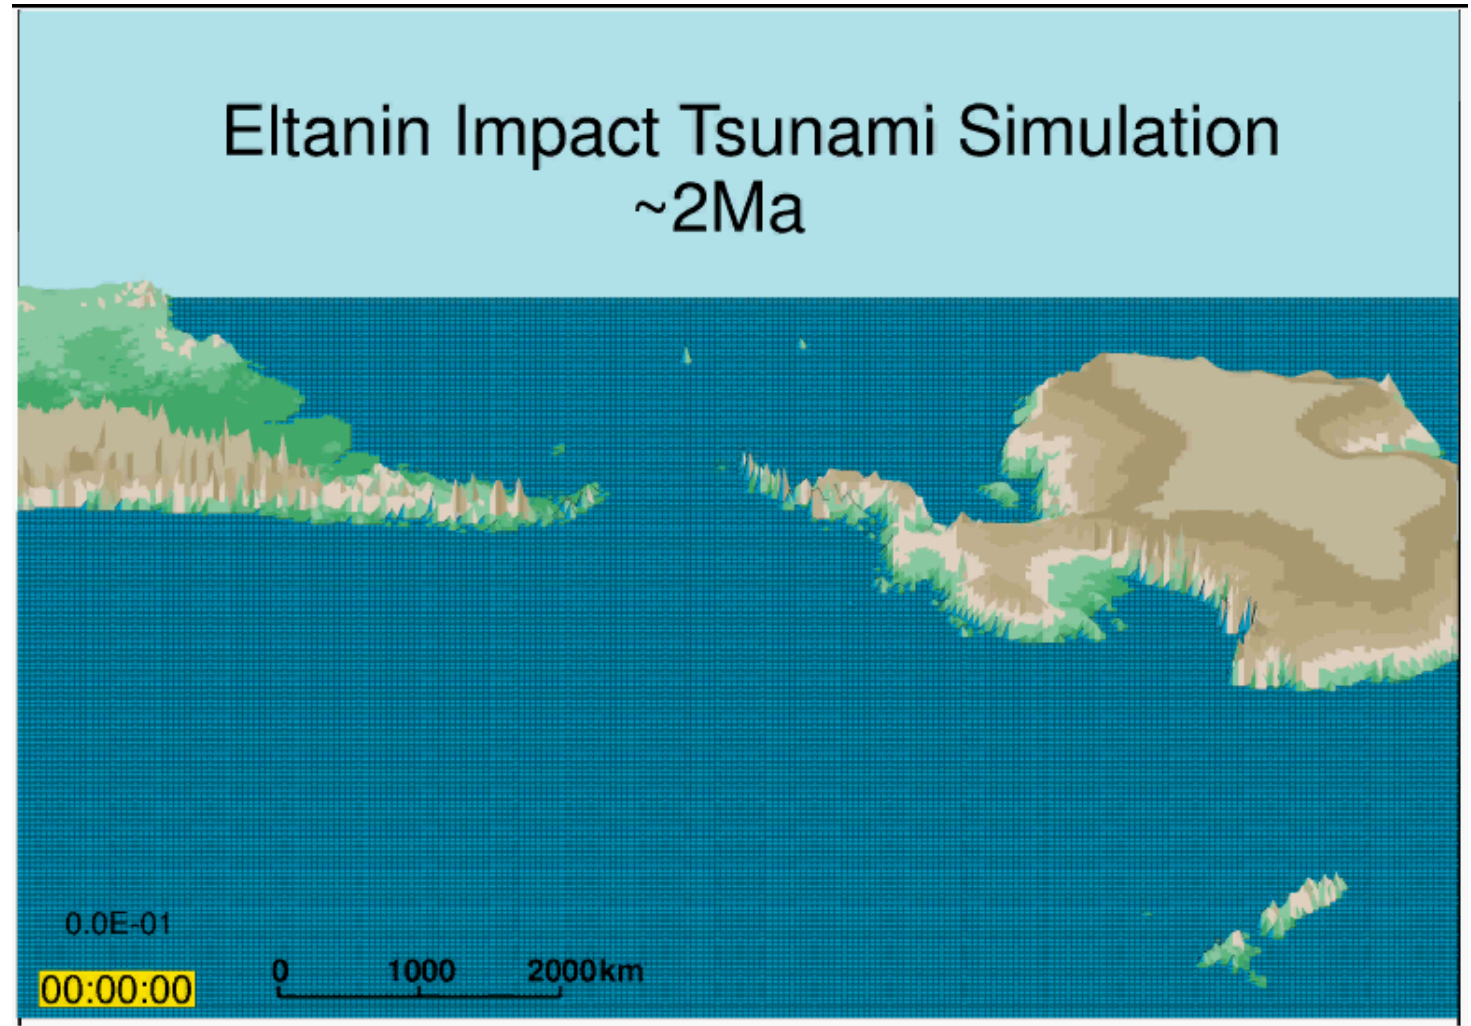 Eltanin Impact Tsunami Simulation
~2Ma
0.0E-01
0 1000 2000km
00:00:00